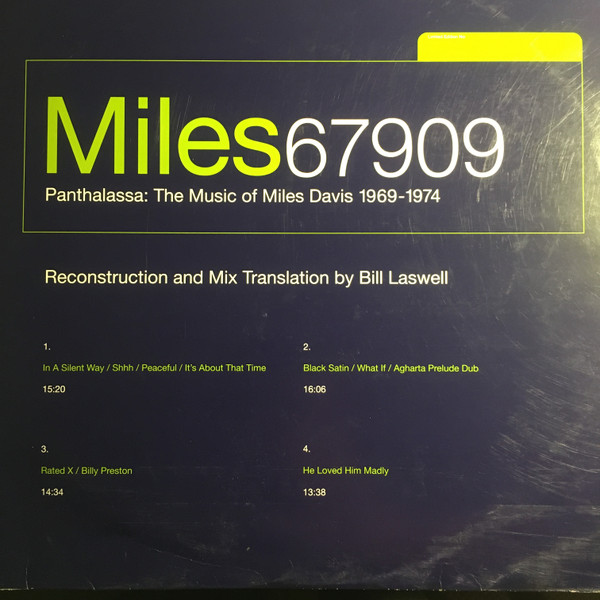 Miles67909
Panthalassa: The Music of Miles Davis 1969-1974
Reconstruction and Mix Translation by Bill Laswell
1.
In A Silent Way / Shhh / Peaceful / It's About That Time
15:20
2.
Black Satin / What If / Agharta Prelude Dub
16:06
3.
Rated X / Billy Preston
14:34
4.
He Loved Him Madly
13:38